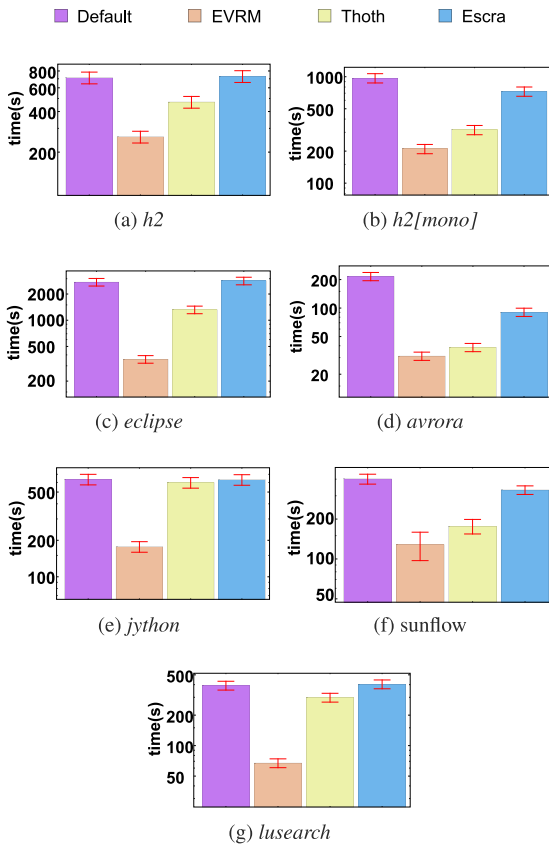 Default EVRM Thoth Escra
800
600
400
200
time(s)
(a) h2
1000
500
200
100
time(s)
(b) h2[mono]
2000
1000
500
200
time(s)
(c) eclipse
200
100
50
20
time(s)
(d) avrora
500
200
100
time(s)
(e) jython
200
100
50
time(s)
(f) sunflow
500
200
100
50
time(s)
(g) lusearch